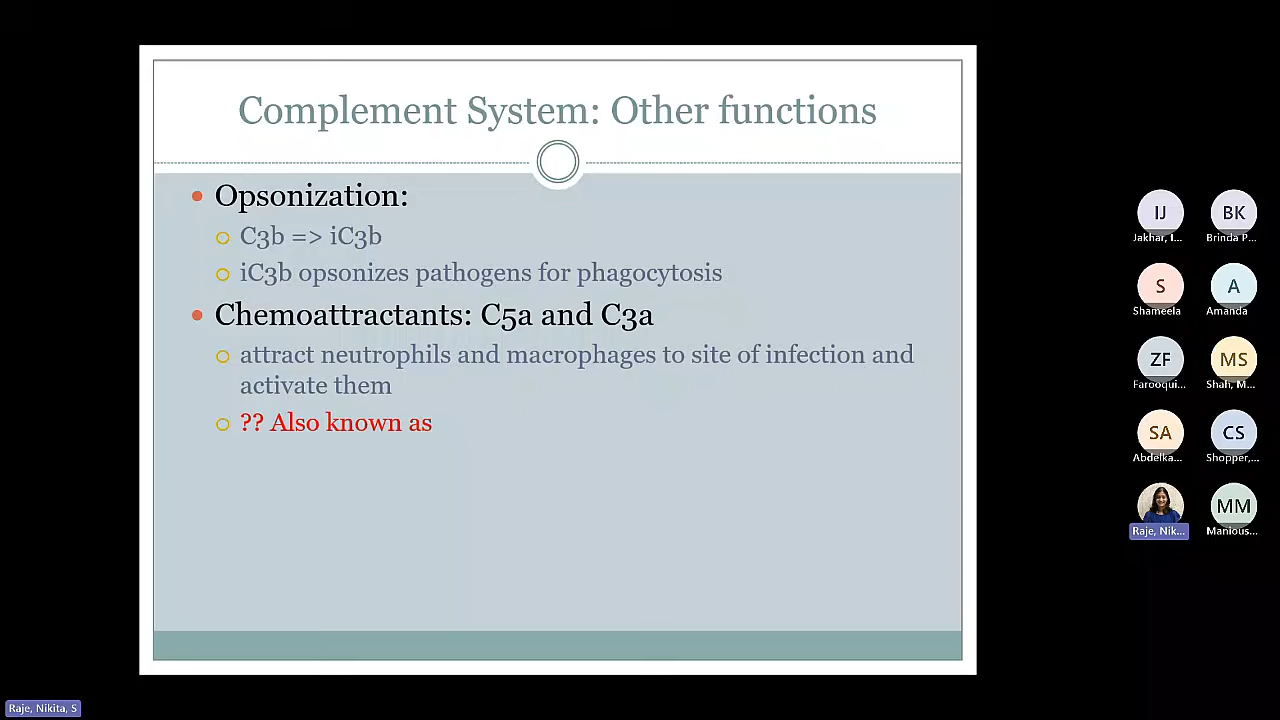 Complement System: Other functions
Opsonization:
C3b => iC3b
iC3b opsonizes pathogens for phagocytosis
Chemoattractants: C5a and C3a
attract neutrophils and macrophages to site of infection and
activate them
?? Also known as
IJ
Jakhar, I...
BK
Brinda P...
S
Shameela
A
Amanda
ZF
Farooqui...
MS
Shah, M...
SA
Abdelka...
CS
Shopper,...
Raje, Nik...
MM
Manious...
Raje, Nikita, S